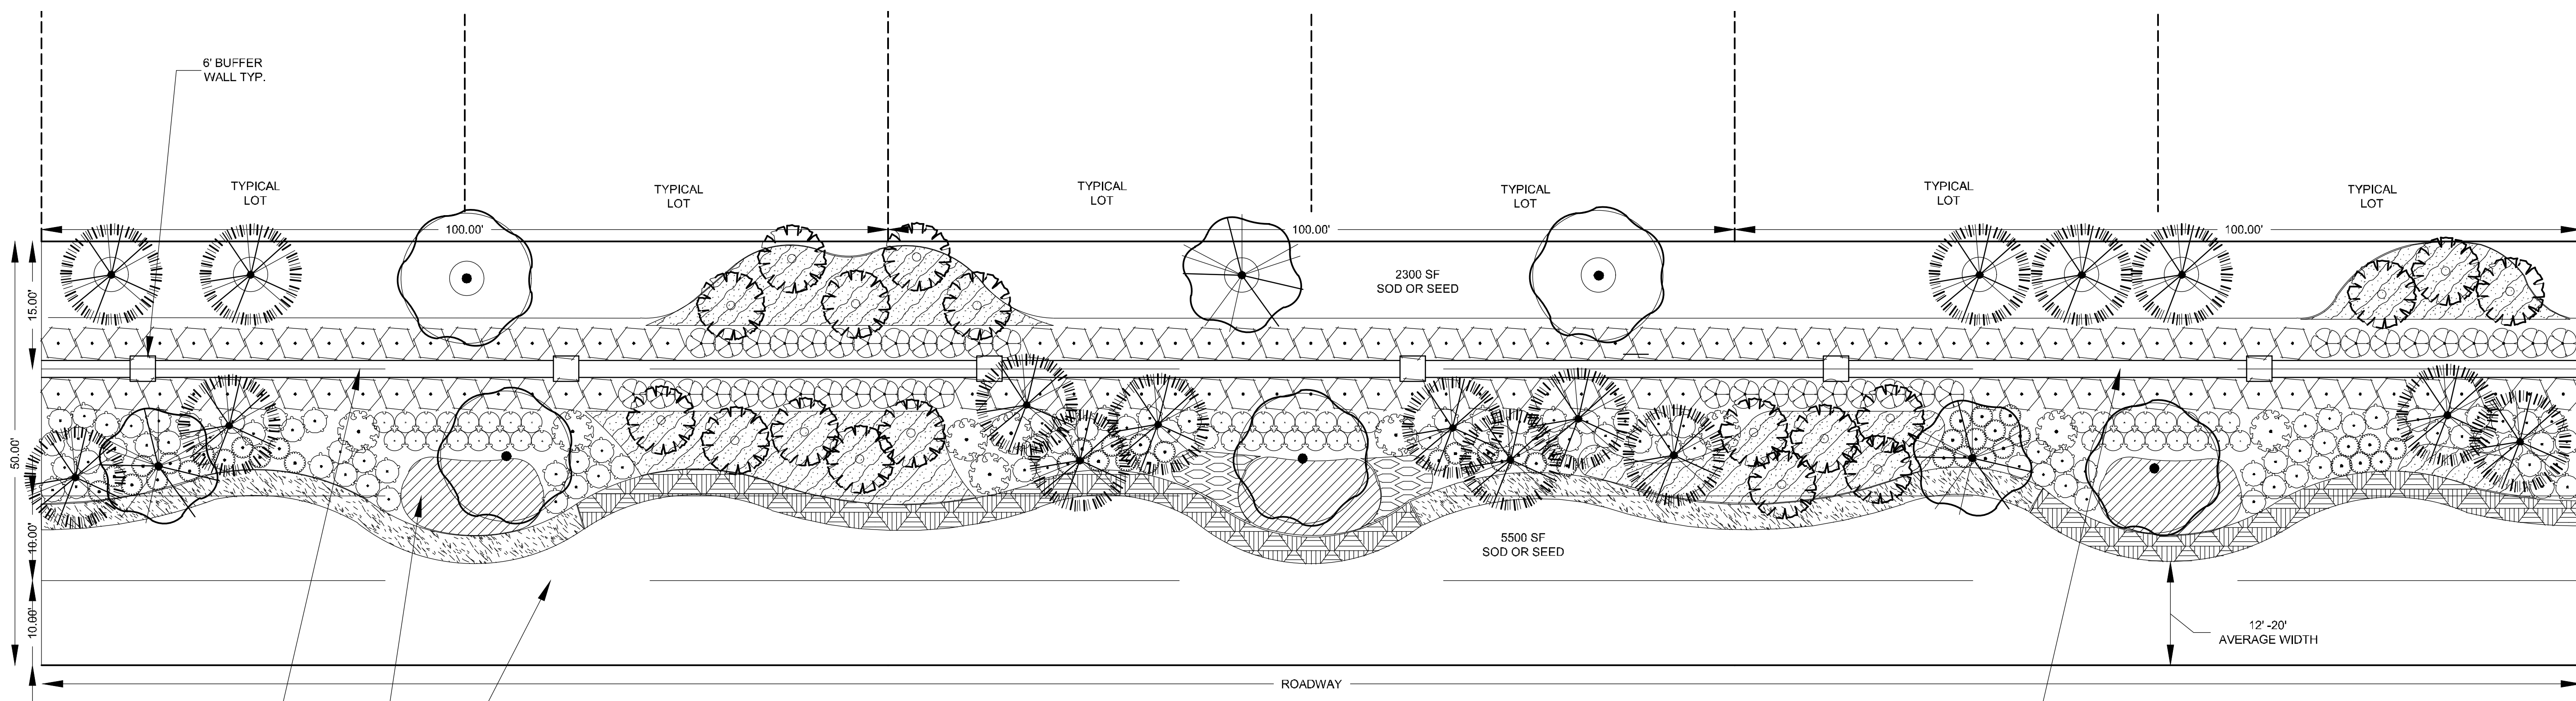 6' BUFFER
WALL TYP.
TYPICAL
LOT
TYPICAL
LOT
TYPICAL
LOT
TYPICAL
LOT
TYPICAL
LOT
TYPICAL
LOT
100.00'
100.00'
100.00'
15.00'
2300 SF
SOD OR SEED
50.00'
10.00'
5500 SF
SOD OR SEED
10.00'
12' -20'
AVERAGE WIDTH
ROADWAY